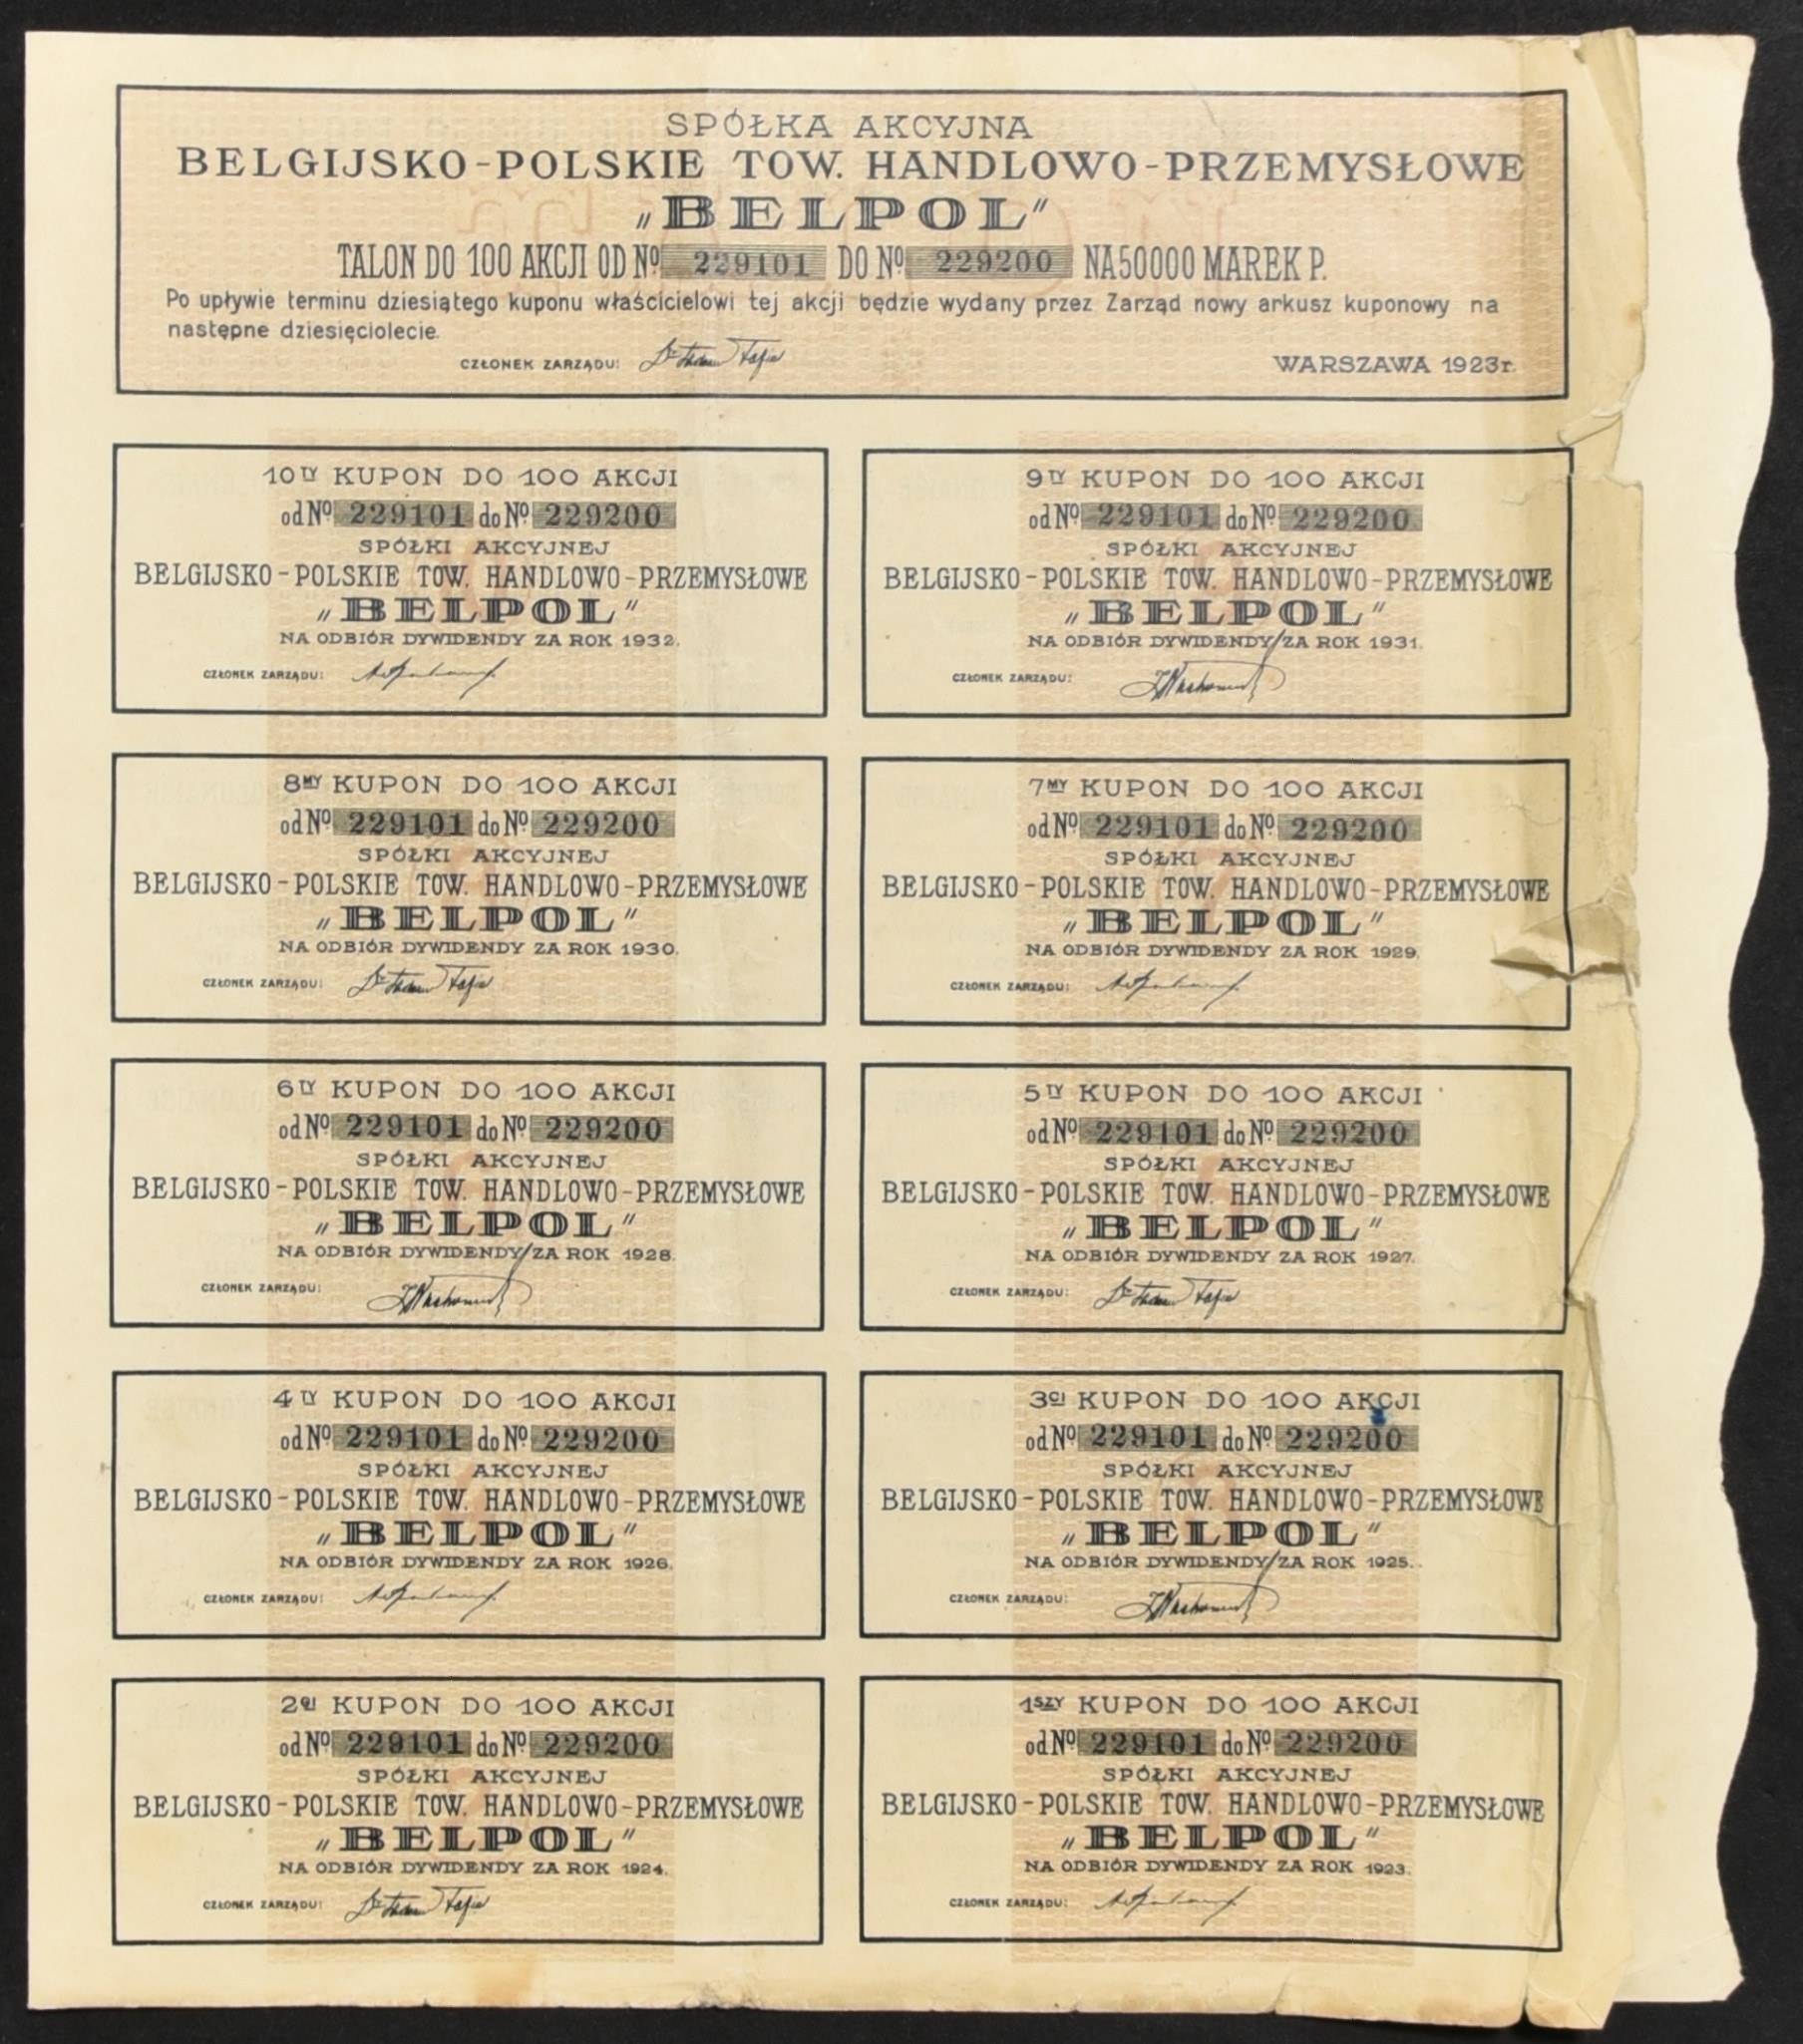 SPÓŁKA AKCYJNA
BELGIJSKO-POLSKIE TOW. HANDLOWO-PRZEMYSŁOWE
„BELPOL"
TALON DO 100 AKCJI OD Nº 229101 DO Nº 229200 NA 50000 MAREK P.
Po upływie terminu dziesiątego kuponu właścicielowi tej akcji będzie wydany przez Zarząd nowy arkusz kuponowy na
następne dziesięciolecie.
CZŁONEK ZARZĄDU:
WARSZAWA 1923r.
10TY KUPON DO 100 AKCJI
od Nº 229101 do Nº 229200
SPÓŁKI AKCYJNEJ
BELGIJSKO-POLSKIE TOW. HANDLOWO-PRZEMYSŁOWE
„BELPOL"
NA ODBIÓR DYWIDENDY ZA ROK 1932.
CZŁONEK ZARZĄDU:
9TY KUPON DO 100 AKCJI
od Nº 229101 do Nº 229200
SPÓŁKI AKCYJNEJ
BELGIJSKO-POLSKIE TOW. HANDLOWO-PRZEMYSŁOWE
„BELPOL"
NA ODBIÓR DYWIDENDY ZA ROK 1931.
CZŁONEK ZARZĄDU:
8MY KUPON DO 100 AKCJI
od Nº 229101 do Nº 229200
SPÓŁKI AKCYJNEJ
BELGIJSKO-POLSKIE TOW. HANDLOWO-PRZEMYSŁOWE
„BELPOL"
NA ODBIÓR DYWIDENDY ZA ROK 1930.
CZŁONEK ZARZĄDU:
7MY KUPON DO 100 AKCJI
od Nº 229101 do Nº 229200
SPÓŁKI AKCYJNEJ
BELGIJSKO-POLSKIE TOW. HANDLOWO-PRZEMYSŁOWE
„BELPOL"
NA ODBIÓR DYWIDENDY ZA ROK 1929.
CZŁONEK ZARZĄDU:
6TY KUPON DO 100 AKCJI
od Nº 229101 do Nº 229200
SPÓŁKI AKCYJNEJ
BELGIJSKO-POLSKIE TOW. HANDLOWO-PRZEMYSŁOWE
„BELPOL"
NA ODBIÓR DYWIDENDY ZA ROK 1928.
CZŁONEK ZARZĄDU:
5TY KUPON DO 100 AKCJI
od Nº 229101 do Nº 229200
SPÓŁKI AKCYJNEJ
BELGIJSKO-POLSKIE TOW. HANDLOWO-PRZEMYSŁOWE
„BELPOL"
NA ODBIÓR DYWIDENDY ZA ROK 1927.
CZŁONEK ZARZĄDU:
4TY KUPON DO 100 AKCJI
od Nº 229101 do Nº 229200
SPÓŁKI AKCYJNEJ
BELGIJSKO-POLSKIE TOW. HANDLOWO-PRZEMYSŁOWE
„BELPOL"
NA ODBIÓR DYWIDENDY ZA ROK 1926.
CZŁONEK ZARZĄDU:
3CI KUPON DO 100 AKCJI
od Nº 229101 do Nº 229200
SPÓŁKI AKCYJNEJ
BELGIJSKO-POLSKIE TOW. HANDLOWO-PRZEMYSŁOWE
„BELPOL"
NA ODBIÓR DYWIDENDY ZA ROK 1925.
CZŁONEK ZARZĄDU:
2GI KUPON DO 100 AKCJI
od Nº 229101 do Nº 229200
SPÓŁKI AKCYJNEJ
BELGIJSKO-POLSKIE TOW. HANDLOWO-PRZEMYSŁOWE
„BELPOL"
NA ODBIÓR DYWIDENDY ZA ROK 1924.
CZŁONEK ZARZĄDU:
1SZY KUPON DO 100 AKCJI
od Nº 229101 do Nº 229200
SPÓŁKI AKCYJNEJ
BELGIJSKO-POLSKIE TOW. HANDLOWO-PRZEMYSŁOWE
„BELPOL"
NA ODBIÓR DYWIDENDY ZA ROK 1923.
CZŁONEK ZARZĄDU: